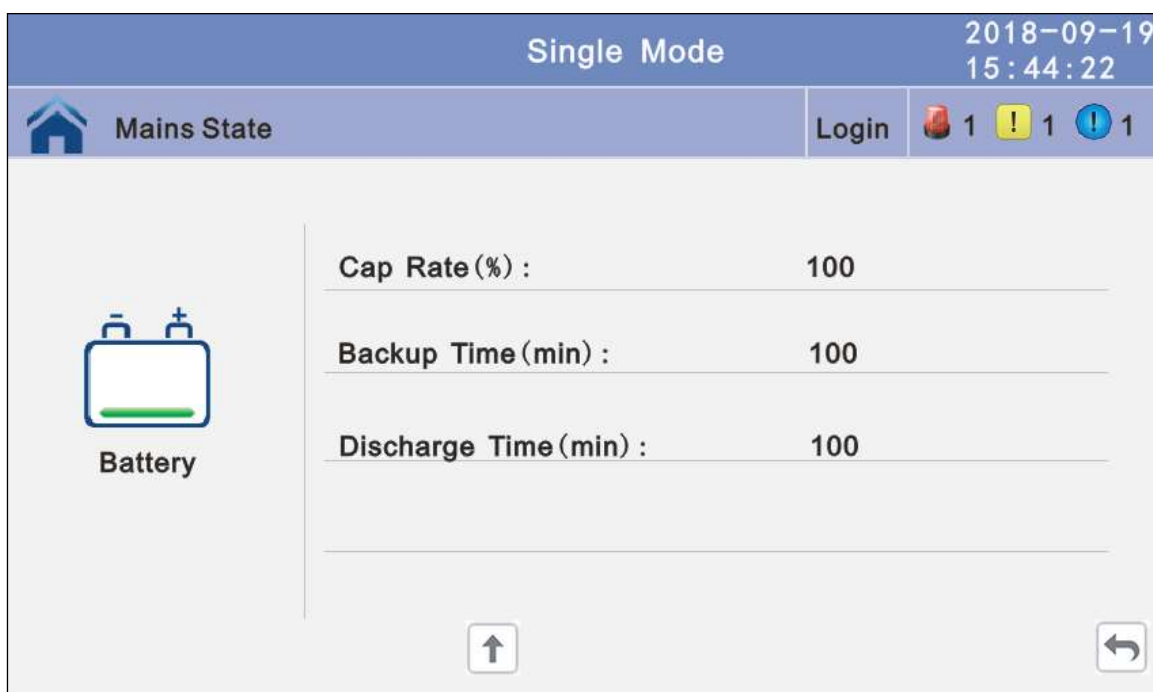 Single Mode
2018-09-19
15:44:22
Mains State
Login
1
! 1
! 1
Cap Rate(%) : 100
Backup Time(min) : 100
Discharge Time(min) : 100
- +
Battery